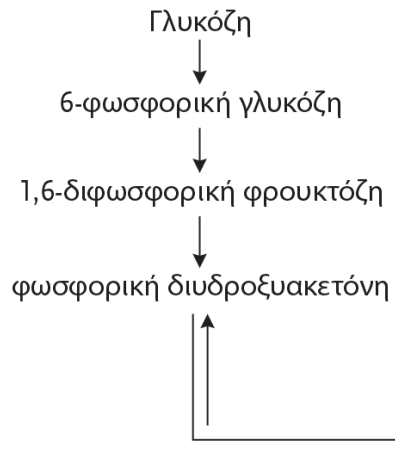 Γλυκόζη
6-φωσφορική γλυκόζη
1,6-διφωσφορική φρουκτόζη
φωσφορική διυδροξυακετόνη